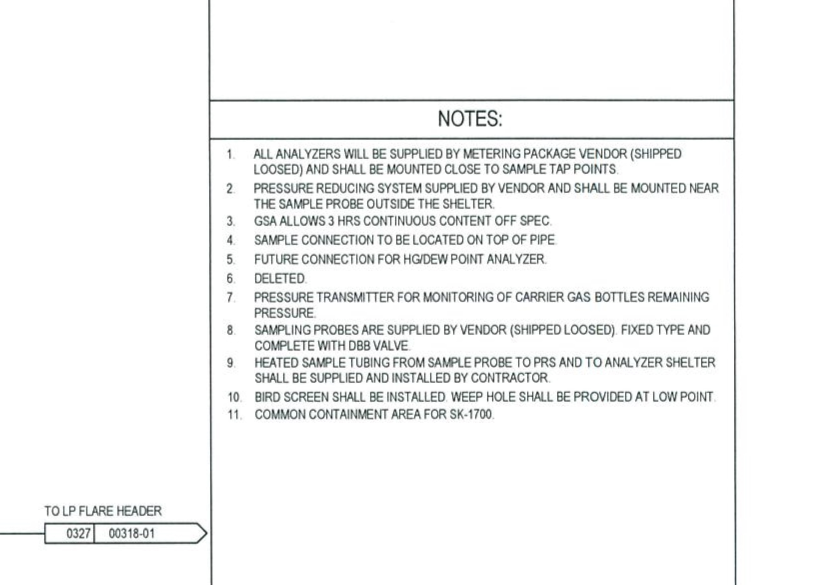 NOTES:
1. ALL ANALYZERS WILL BE SUPPLIED BY METERING PACKAGE VENDOR (SHIPPED
LOOSED) AND SHALL BE MOUNTED CLOSE TO SAMPLE TAP POINTS.
2. PRESSURE REDUCING SYSTEM SUPPLIED BY VENDOR AND SHALL BE MOUNTED NEAR
THE SAMPLE PROBE OUTSIDE THE SHELTER.
3. GSA ALLOWS 3 HRS CONTINUOUS CONTENT OFF SPEC.
4. SAMPLE CONNECTION TO BE LOCATED ON TOP OF PIPE.
5. FUTURE CONNECTION FOR HG/DEW POINT ANALYZER.
6. DELETED.
7. PRESSURE TRANSMITTER FOR MONITORING OF CARRIER GAS BOTTLES REMAINING
PRESSURE.
8. SAMPLING PROBES ARE SUPPLIED BY VENDOR (SHIPPED LOOSED). FIXED TYPE AND
COMPLETE WITH DBB VALVE.
9. HEATED SAMPLE TUBING FROM SAMPLE PROBE TO PRS AND TO ANALYZER SHELTER
SHALL BE SUPPLIED AND INSTALLED BY CONTRACTOR.
10. BIRD SCREEN SHALL BE INSTALLED. WEEP HOLE SHALL BE PROVIDED AT LOW POINT.
11. COMMON CONTAINMENT AREA FOR SK-1700.
TO LP FLARE HEADER
0327 00318-01